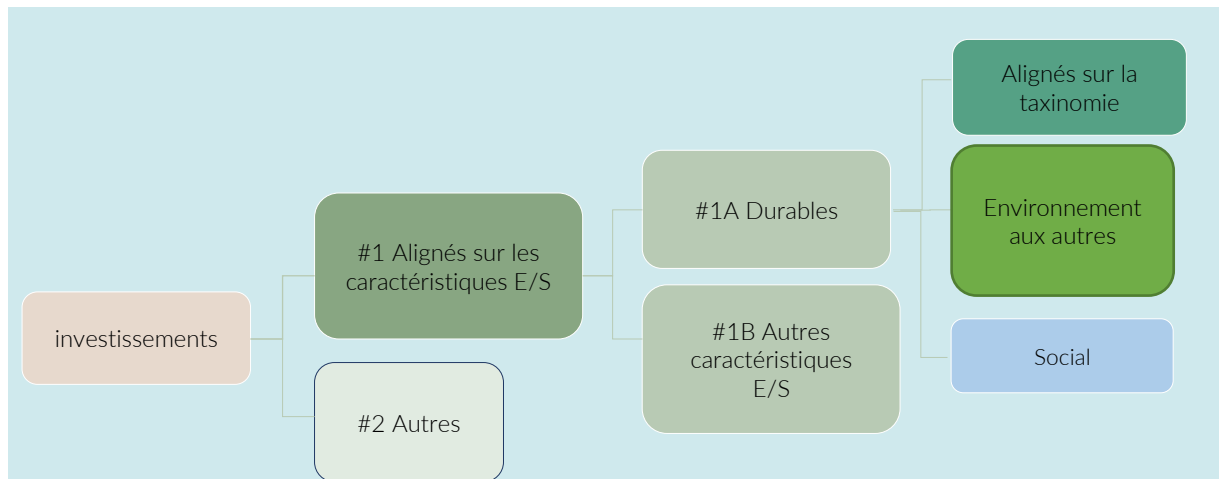 investissements
#1 Alignés sur les
caractéristiques E/S
#2 Autres
#1A Durables
#1B Autres
caractéristiques
E/S
Alignés sur la
taxinomie
Environnement
aux autres
Social